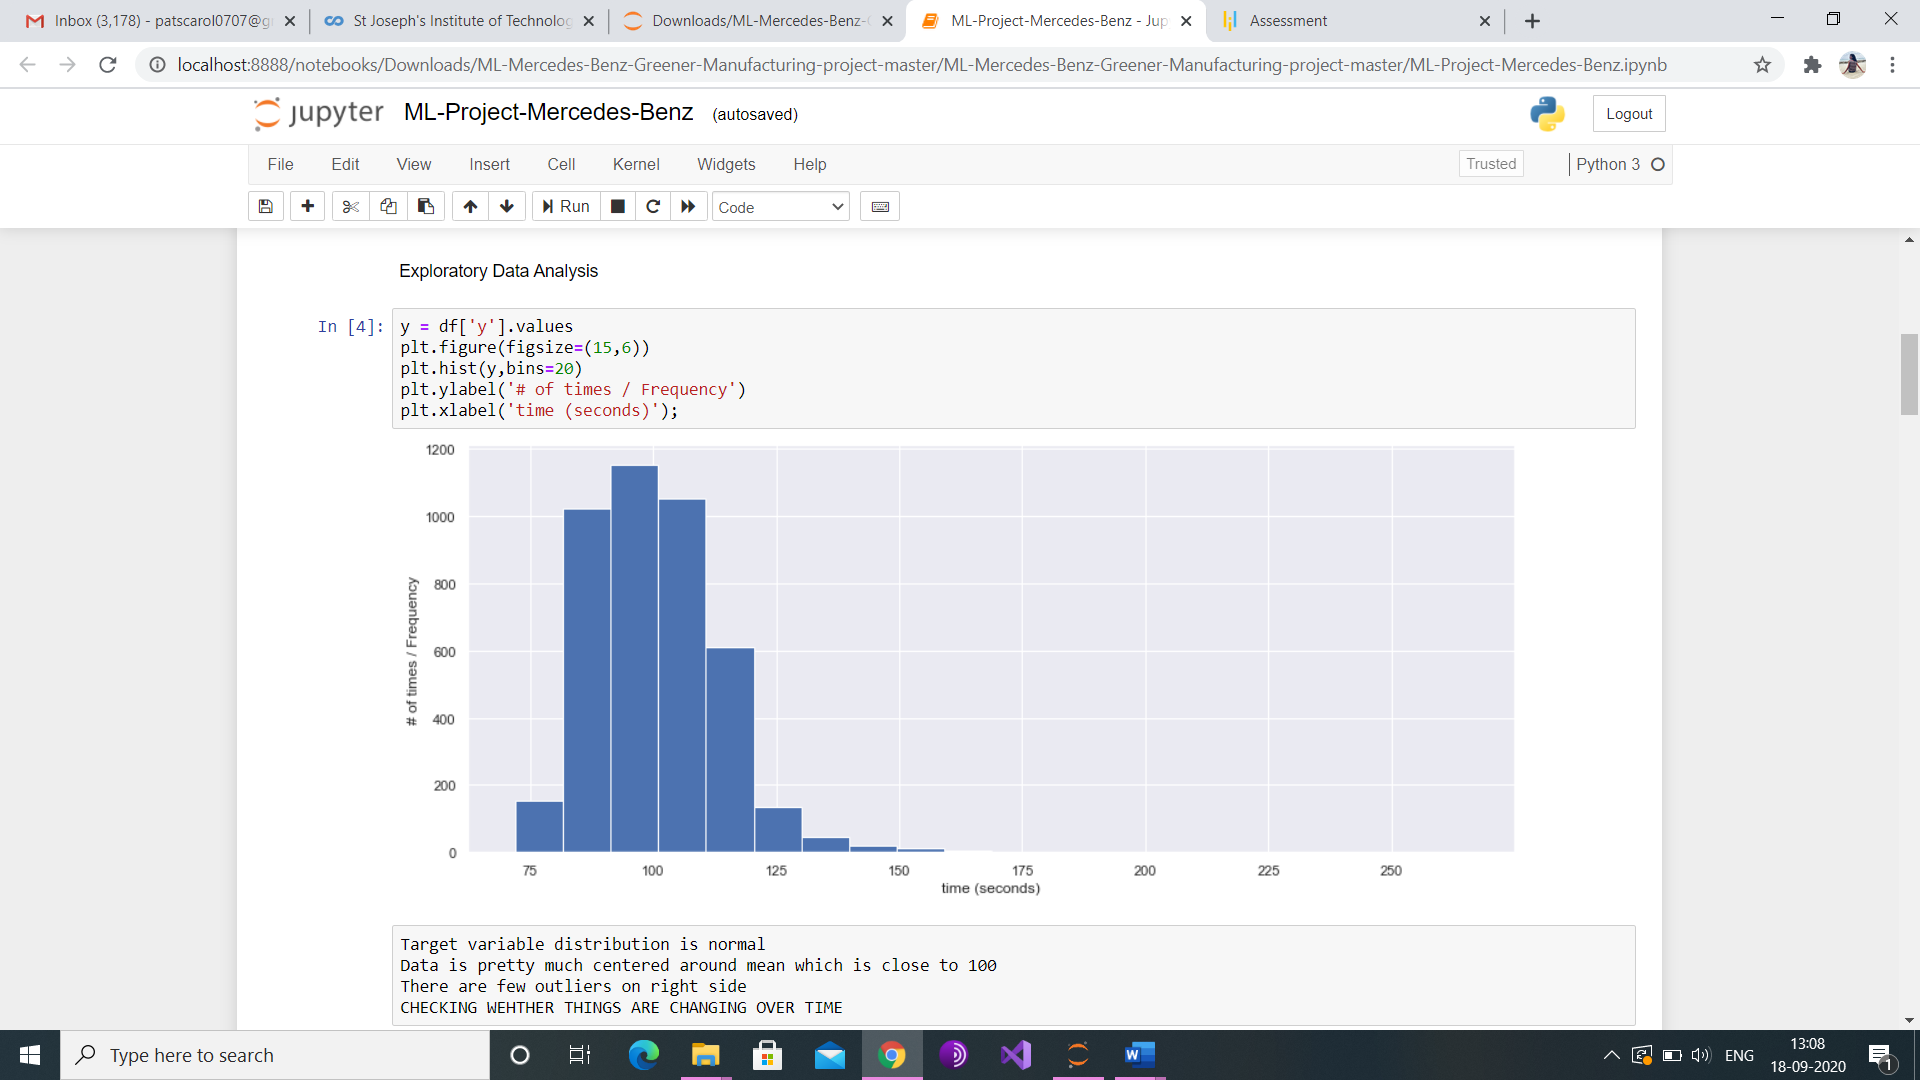 Inbox (3,178) - patscarol0707@g
St Joseph's Institute of Technolog
Downloads/ML-Mercedes-Benz-
ML-Project-Mercedes-Benz - Jup
Assessment
localhost:8888/notebooks/Downloads/ML-Mercedes-Benz-Greener-Manufacturing-project-master/ML-Mercedes-Benz-Greener-Manufacturing-project-master/ML-Project-Mercedes-Benz.ipynb
jupyter ML-Project-Mercedes-Benz (autosaved)
Logout
File Edit View Insert Cell Kernel Widgets Help
Trusted
Python 3
Run
Code
Exploratory Data Analysis
In [4]:
y = df['y'].values
plt.figure(figsize=(15,6))
plt.hist(y,bins=20)
plt.ylabel('# of times / Frequency')
plt.xlabel('time (seconds)');
1200
1000
800
600
400
200
0
# of times / Frequency
75 100 125 150 175 200 225 250
time (seconds)
Target variable distribution is normal
Data is pretty much centered around mean which is close to 100
There are few outliers on right side
CHECKING WEHTHER THINGS ARE CHANGING OVER TIME
Type here to search
ENG
13:08
18-09-2020
1